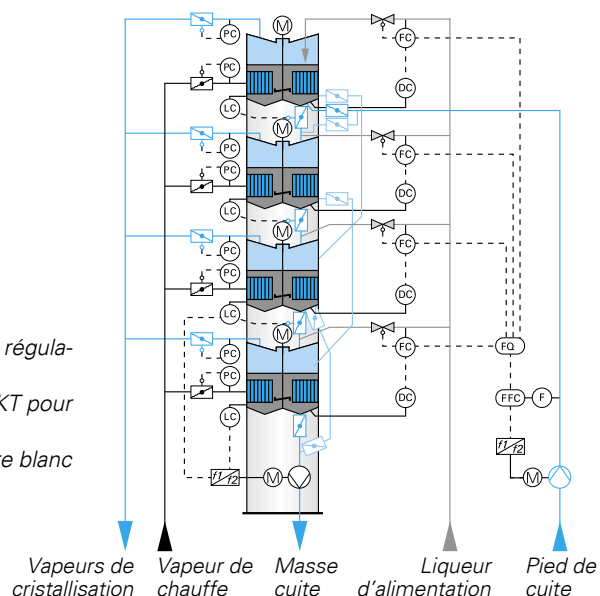 M
PC
FC
PC
DC
LC
M
PC
FC
PC
DC
LC
M
PC
FC
PC
DC
LC
M
PC
FC
FQ
PC
DC
FFC
F
LC
f1/f2
M
f1/f2
M
régula-
KT pour
e blanc
Vapeurs de cristallisation
Vapeur de chauffe
Masse cuite
Liqueur d'alimentation
Pied de cuite